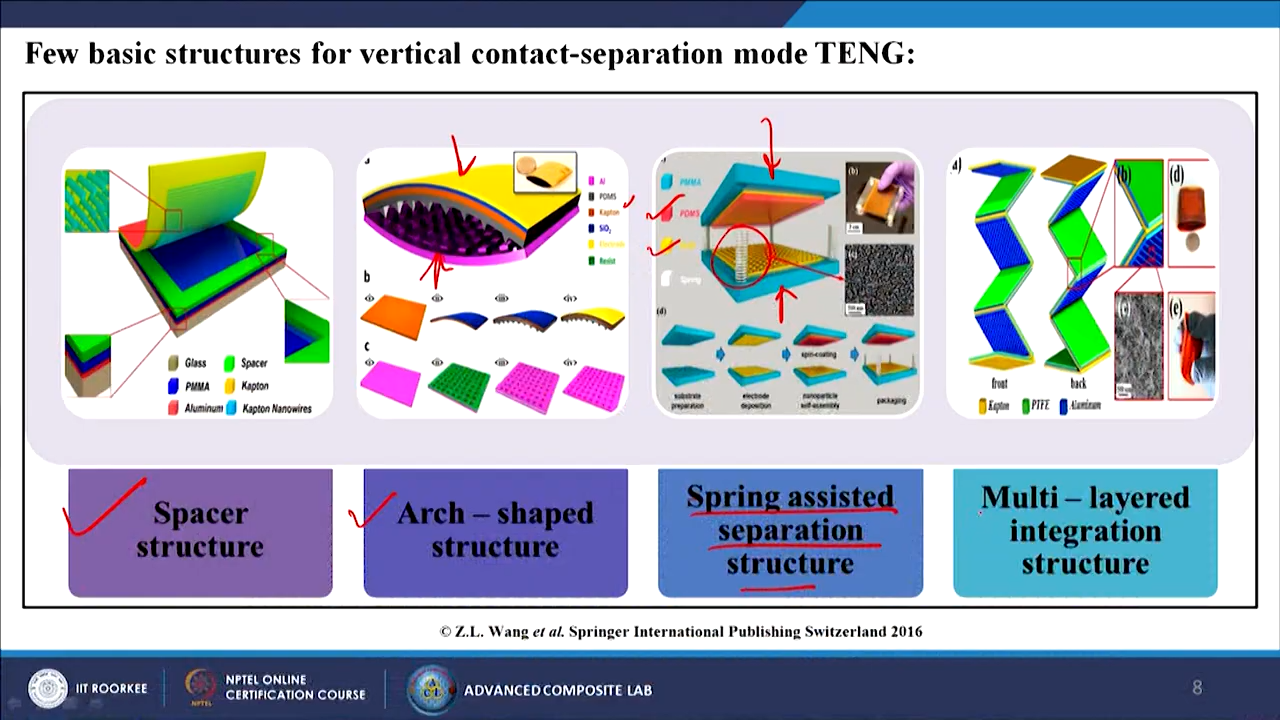 Few basic structures for vertical contact-separation mode TENG:
Glass
Spacer
PMMA
Kapton
Aluminum
Kapton Nanowires
a
Al
PDMS
Kapton
SiO2
Electrode
Resist
b
c
PMMA
PDMS
Spring
(b)
(c)
(d)
spin-coating
substrate preparation
electrode deposition
nanoparticle self-assembly
packaging
a)
(b)
(d)
(c)
(e)
front
back
Kapton
PTFE
Aluminum
Spacer
structure
Arch – shaped
structure
Spring assisted
separation
structure
Multi – layered
integration
structure
© Z.L. Wang et al. Springer International Publishing Switzerland 2016
IIT ROORKEE
NPTEL ONLINE
CERTIFICATION COURSE
NPTEL
ADVANCED COMPOSITE LAB
8